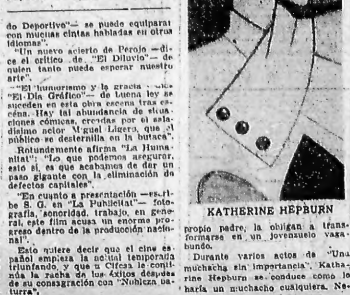 do Deportivo"— se puede equiparar
con muchas cintas habladas en otros
idiomas".
"Un nuevo acierto de Perojo —di-
ce el crítico de "El Diluvio"— de
quien tanto puede esperar nuestro
arte".
"El humorismo y la gracia
"El Día Gráfico"— de buena ley se
suceden en esta obra escena tras esce-
na. Hay tal abundancia de situa-
ciones cómicas, creadas por el sala-
dísimo actor Miguel Ligero, que el
público se desternilla en la butaca".
Rotundamente afirma "La Huma-
nitat": "Lo que podemos asegurar,
esto sí, es que acabamos de dar un
paso gigante con la eliminación de
defectos capitales".
"En cuanto a presentación —escri-
be S. G. en "La Publicitat"— foto-
grafía, sonoridad, trabajo, en gene-
ral, este film acusa un enorme pro-
greso dentro de la producción nacio-
nal".
Esto quiere decir que el cine es-
pañol empieza la actual temporada
triunfando, y que a Cifesa le conti-
núa la racha de los éxitos después
de su consagración con "Nobleza ba-
turra".
KATHERINE HEPBURN
propio padre, la obligan a trans-
formarse en un jovenzuelo vaga-
bundo.
Durante varios actos de "Una
muchacha sin importancia", Katha-
rine Hepburn se conduce como lo
haría un muchacho cualquiera. Ne-